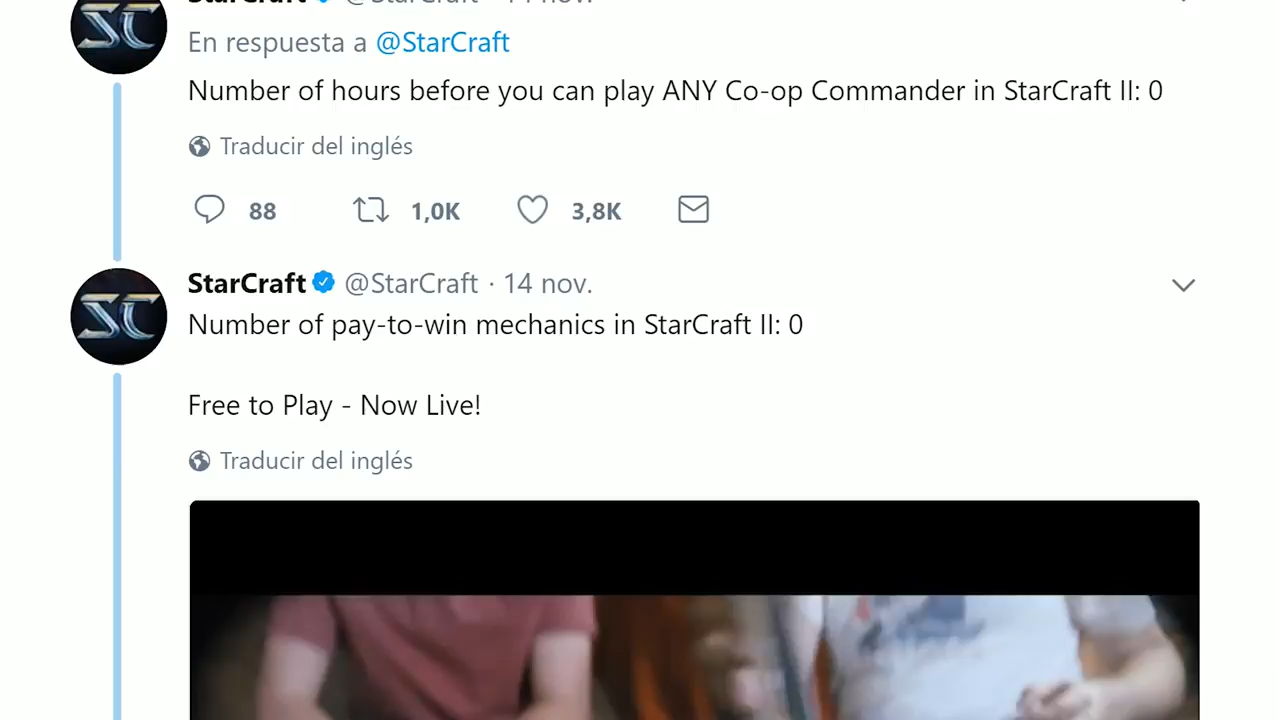 StarCraft @StarCraft · 14 nov.
En respuesta a @StarCraft
Number of hours before you can play ANY Co-op Commander in StarCraft II: 0
Traducir del inglés
88 1,0K 3,8K
StarCraft @StarCraft · 14 nov.
SC
Number of pay-to-win mechanics in StarCraft II: 0
Free to Play - Now Live!
Traducir del inglés